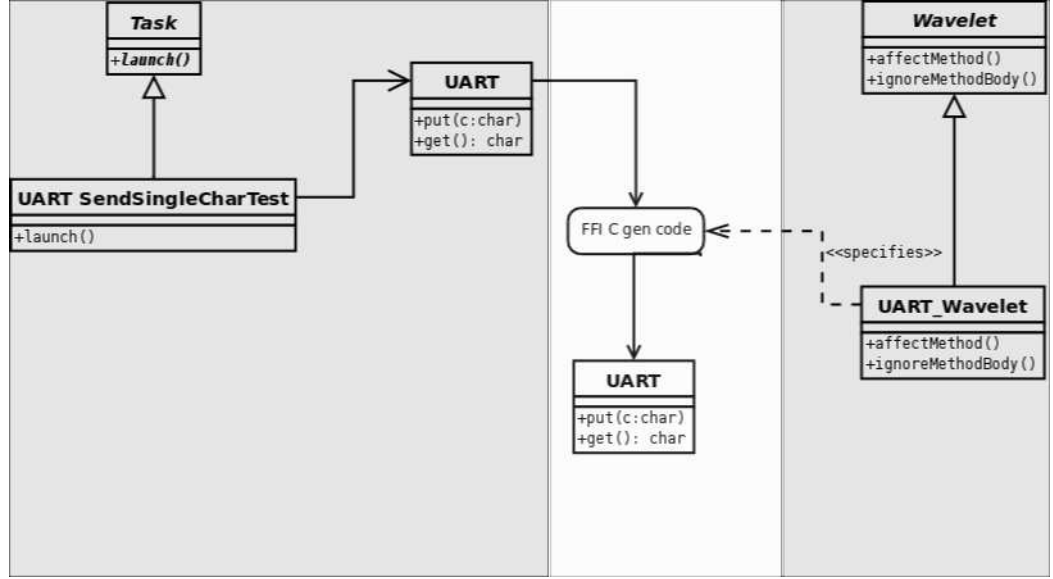 Task
+launch()
UART SendSingleCharTest
+launch()
UART
+put(c:char)
+get(): char
FFI C gen code
UART
+put(c:char)
+get(): char
Wavelet
+affectMethod()
+ignoreMethodBody()
<<specifies>>
UART_Wavelet
+affectMethod()
+ignoreMethodBody()